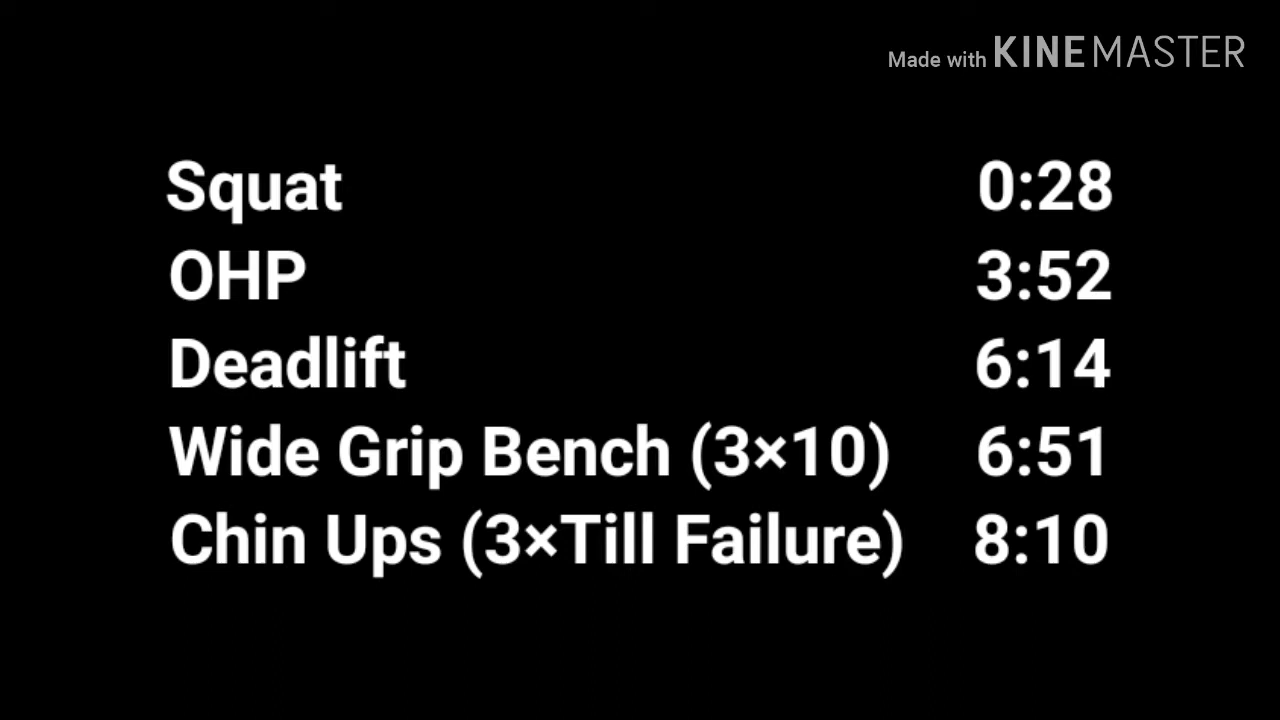 Made with KINEMASTER
Squat 0:28
OHP 3:52
Deadlift 6:14
Wide Grip Bench (3×10) 6:51
Chin Ups (3×Till Failure) 8:10